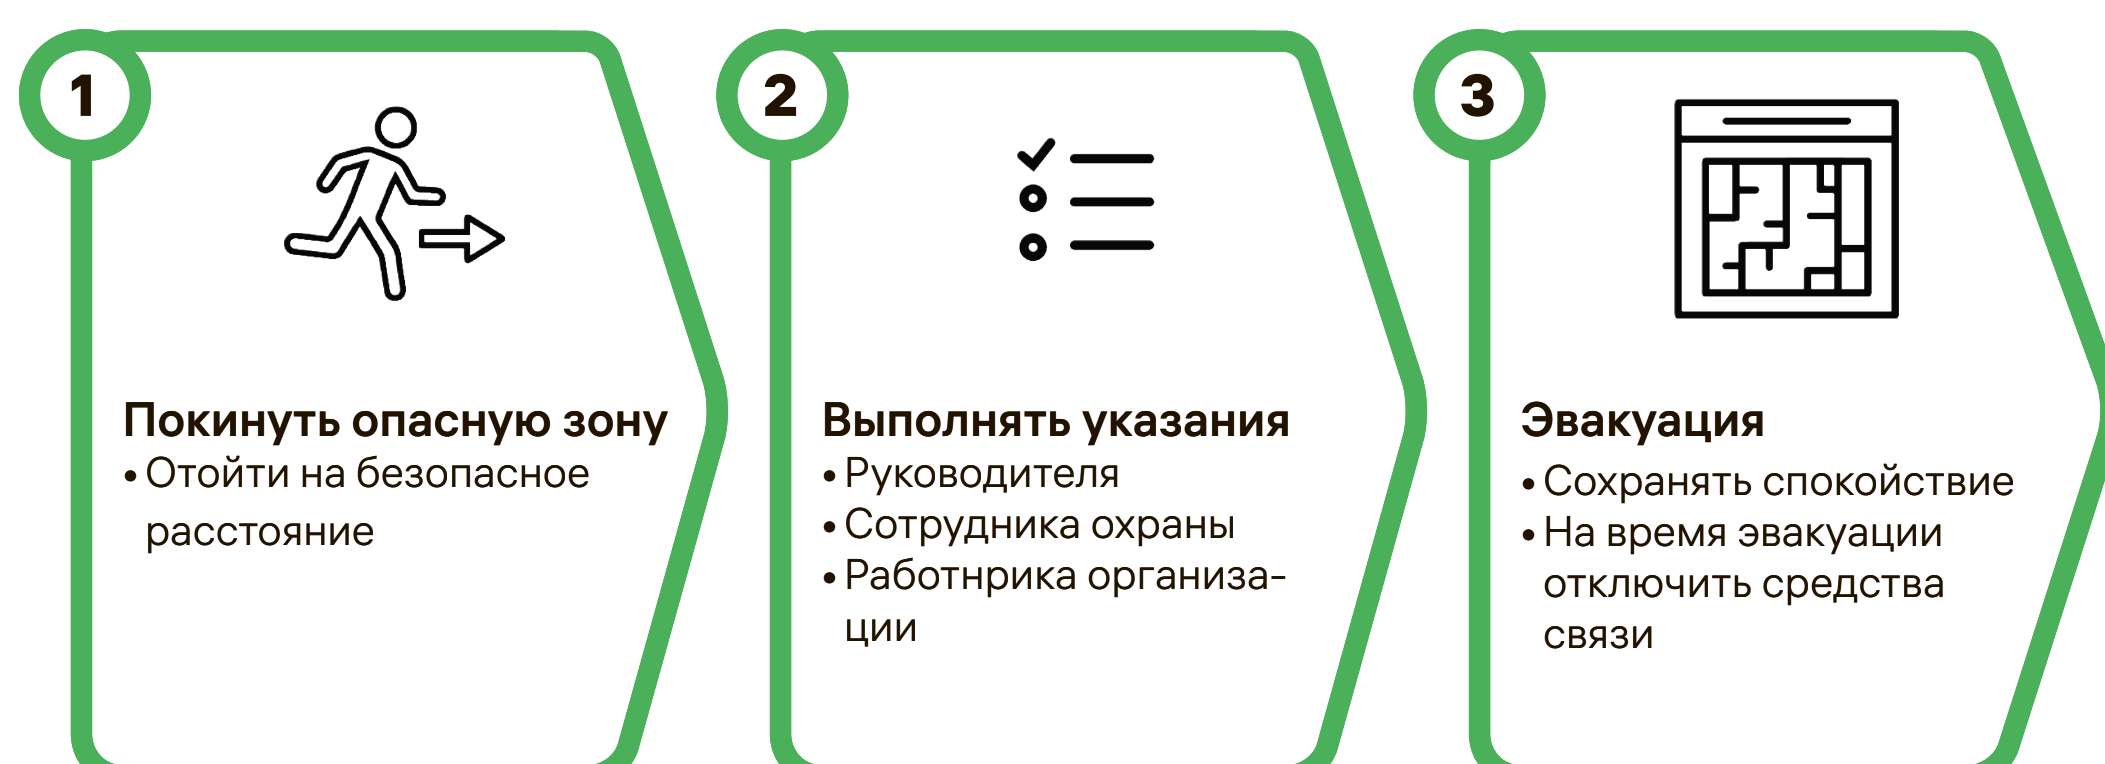 1
Покинуть опасную зону
• Отойти на безопасное
расстояние
2
Выполнять указания
• Руководителя
• Сотрудника охраны
• Работнрика организа-
ции
3
Эвакуация
• Сохранять спокойствие
• На время эвакуации
отключить средства
связи